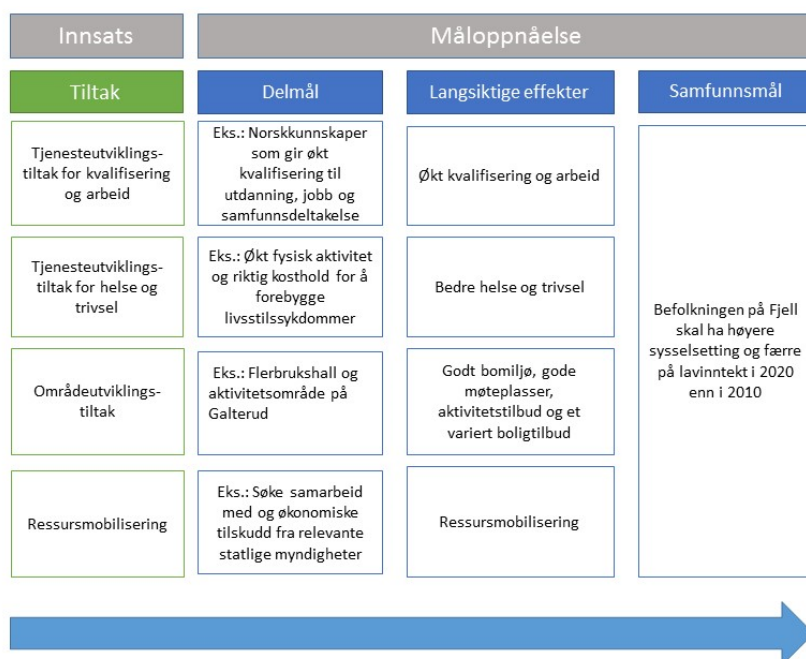 Innsats
Måloppnåelse
Tiltak
Delmål
Langsiktige effekter
Samfunnsmål
Tjenesteutviklings-
tiltak for kvalifisering
og arbeid
Eks.: Norskkunnskaper
som gir økt
kvalifisering til
utdanning, jobb og
samfunnsdeltakelse
Økt kvalifisering og arbeid
Tjenesteutviklings-
tiltak for helse og
trivsel
Eks.: Økt fysisk aktivitet
og riktig kosthold for å
forebygge
livsstilssykdommer
Bedre helse og trivsel
Områdeutviklings-
tiltak
Eks.: Flerbrukshall og
aktivitetsområde på
Galterud
Godt bomiljø, gode
møteplasser,
aktivitetstilbud og et
variert boligtilbud
Ressursmobilisering
Eks.: Søke samarbeid
med og økonomiske
tilskudd fra relevante
statlige myndigheter
Ressursmobilisering
Befolkningen på Fjell
skal ha høyere
sysselsetting og færre
på lavinntekt i 2020
enn i 2010